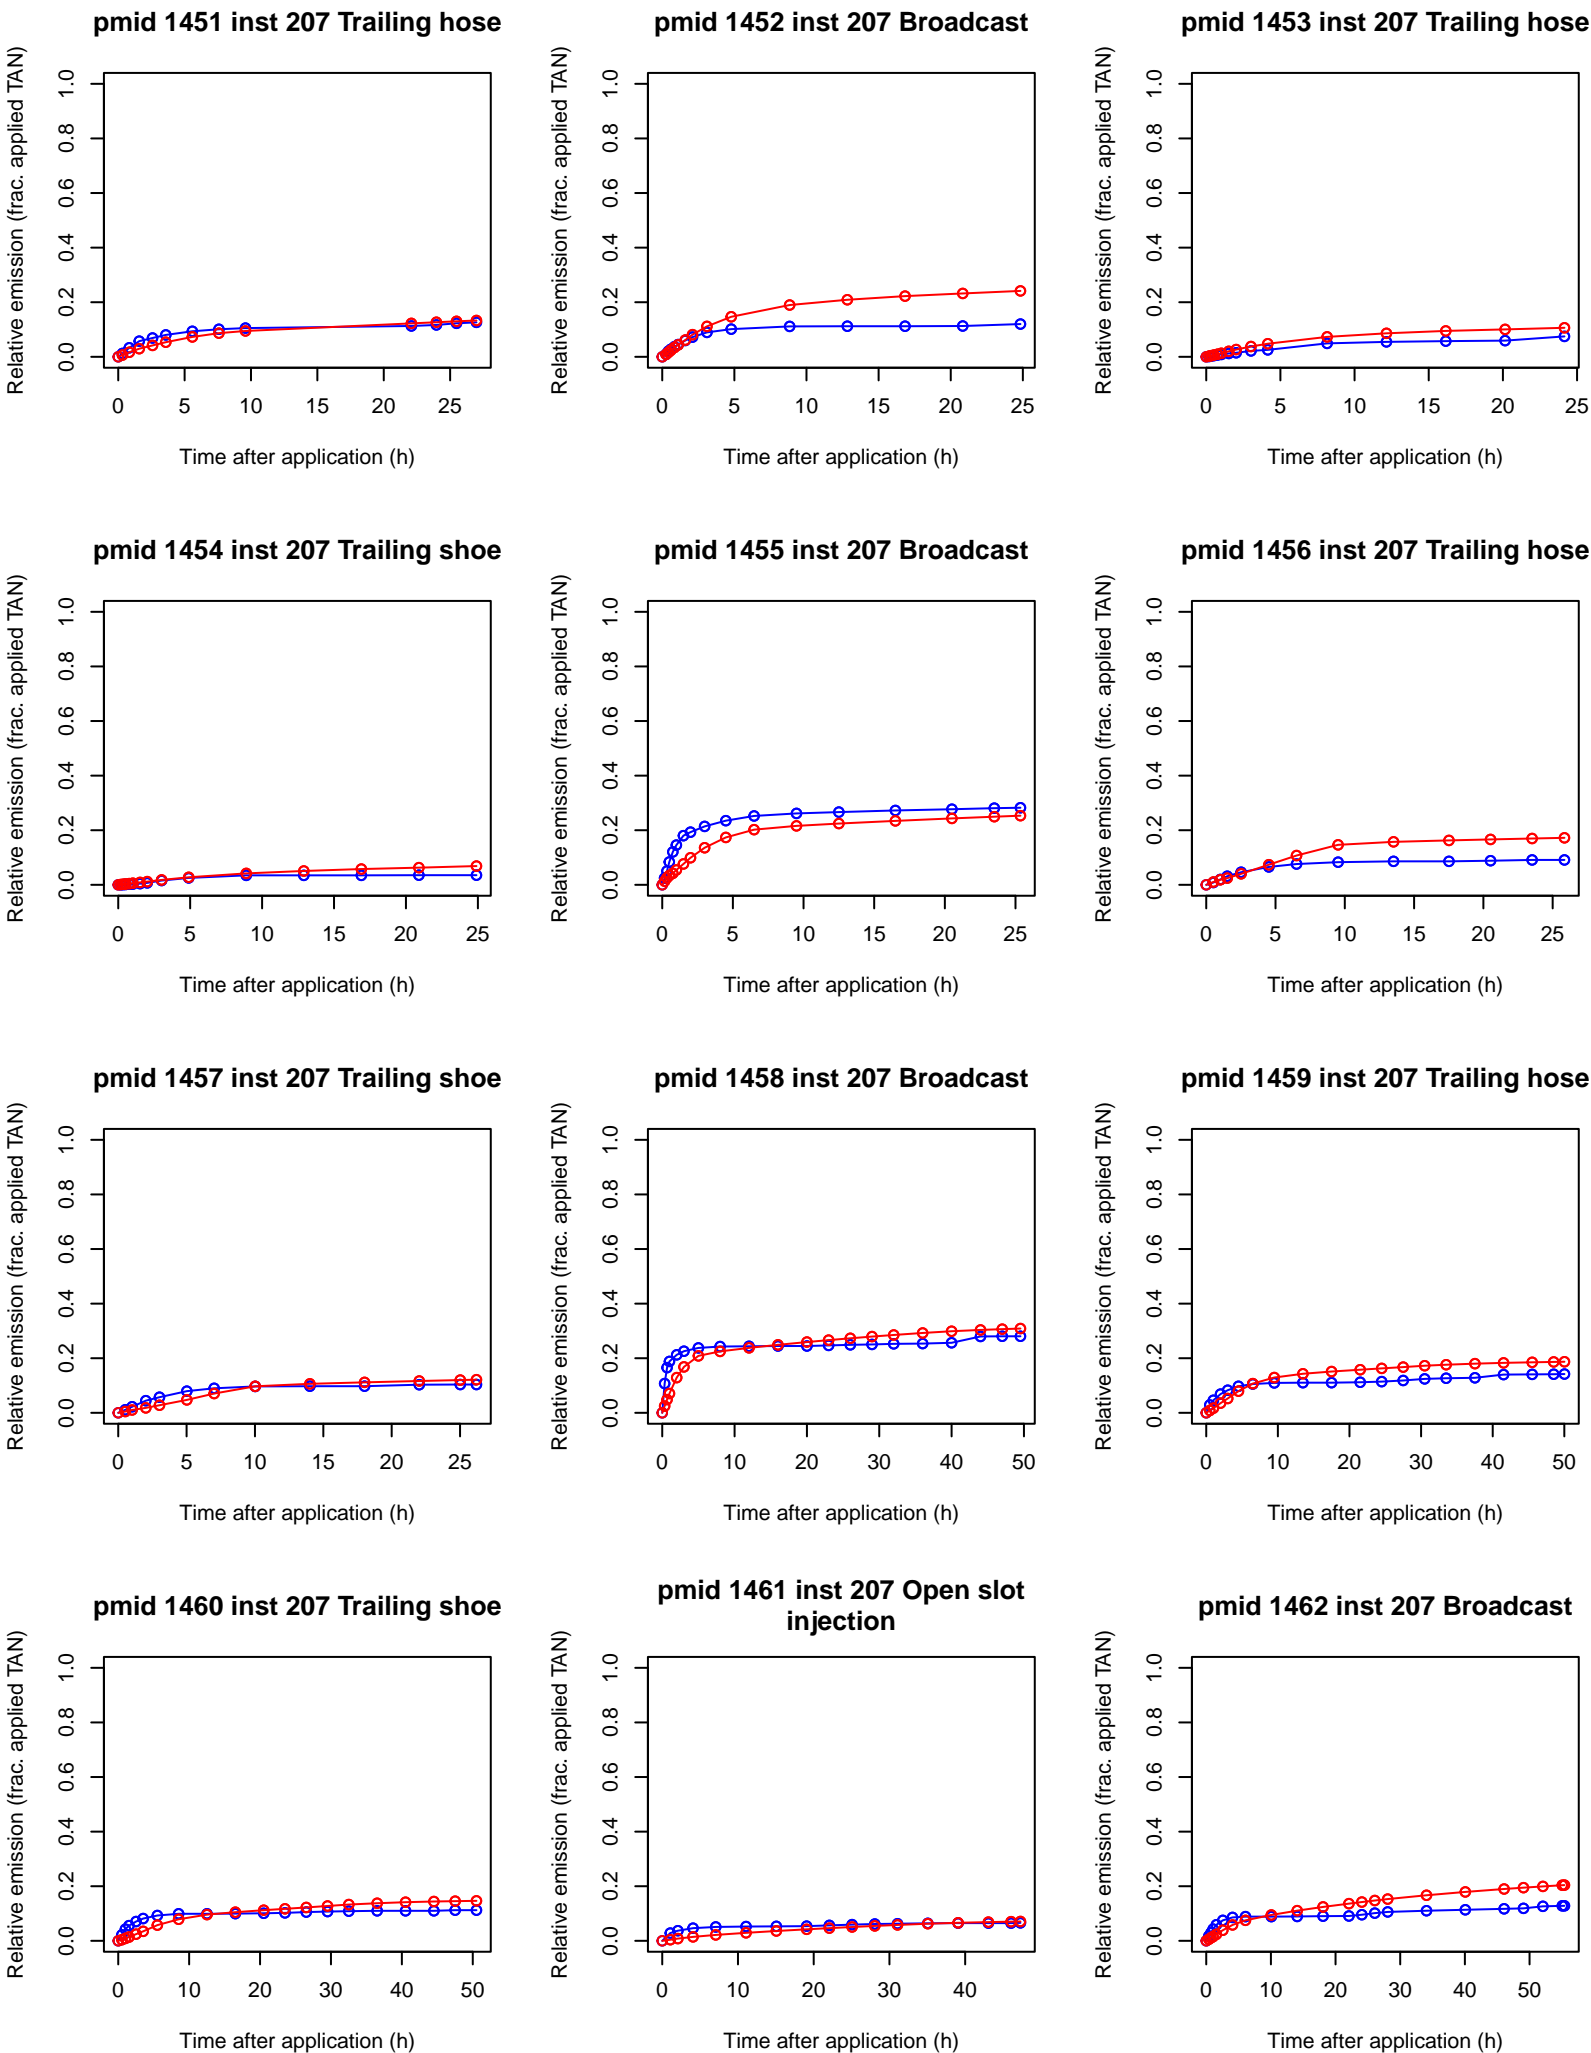 pmid 1451 inst 207 Trailing hose
Relative emission (frac. applied TAN)
0.0 0.2 0.4 0.6 0.8 1.0
0 5 10 15 20 25
Time after application (h)
pmid 1452 inst 207 Broadcast
Relative emission (frac. applied TAN)
0.0 0.2 0.4 0.6 0.8 1.0
0 5 10 15 20 25
Time after application (h)
pmid 1453 inst 207 Trailing hose
Relative emission (frac. applied TAN)
0.0 0.2 0.4 0.6 0.8 1.0
0 5 10 15 20 25
Time after application (h)
pmid 1454 inst 207 Trailing shoe
Relative emission (frac. applied TAN)
0.0 0.2 0.4 0.6 0.8 1.0
0 5 10 15 20 25
Time after application (h)
pmid 1455 inst 207 Broadcast
Relative emission (frac. applied TAN)
0.0 0.2 0.4 0.6 0.8 1.0
0 5 10 15 20 25
Time after application (h)
pmid 1456 inst 207 Trailing hose
Relative emission (frac. applied TAN)
0.0 0.2 0.4 0.6 0.8 1.0
0 5 10 15 20 25
Time after application (h)
pmid 1457 inst 207 Trailing shoe
Relative emission (frac. applied TAN)
0.0 0.2 0.4 0.6 0.8 1.0
0 5 10 15 20 25
Time after application (h)
pmid 1458 inst 207 Broadcast
Relative emission (frac. applied TAN)
0.0 0.2 0.4 0.6 0.8 1.0
0 10 20 30 40 50
Time after application (h)
pmid 1459 inst 207 Trailing hose
Relative emission (frac. applied TAN)
0.0 0.2 0.4 0.6 0.8 1.0
0 10 20 30 40 50
Time after application (h)
pmid 1460 inst 207 Trailing shoe
Relative emission (frac. applied TAN)
0.0 0.2 0.4 0.6 0.8 1.0
0 10 20 30 40 50
Time after application (h)
pmid 1461 inst 207 Open slot
injection
Relative emission (frac. applied TAN)
0.0 0.2 0.4 0.6 0.8 1.0
0 10 20 30 40
Time after application (h)
pmid 1462 inst 207 Broadcast
Relative emission (frac. applied TAN)
0.0 0.2 0.4 0.6 0.8 1.0
0 10 20 30 40 50
Time after application (h)